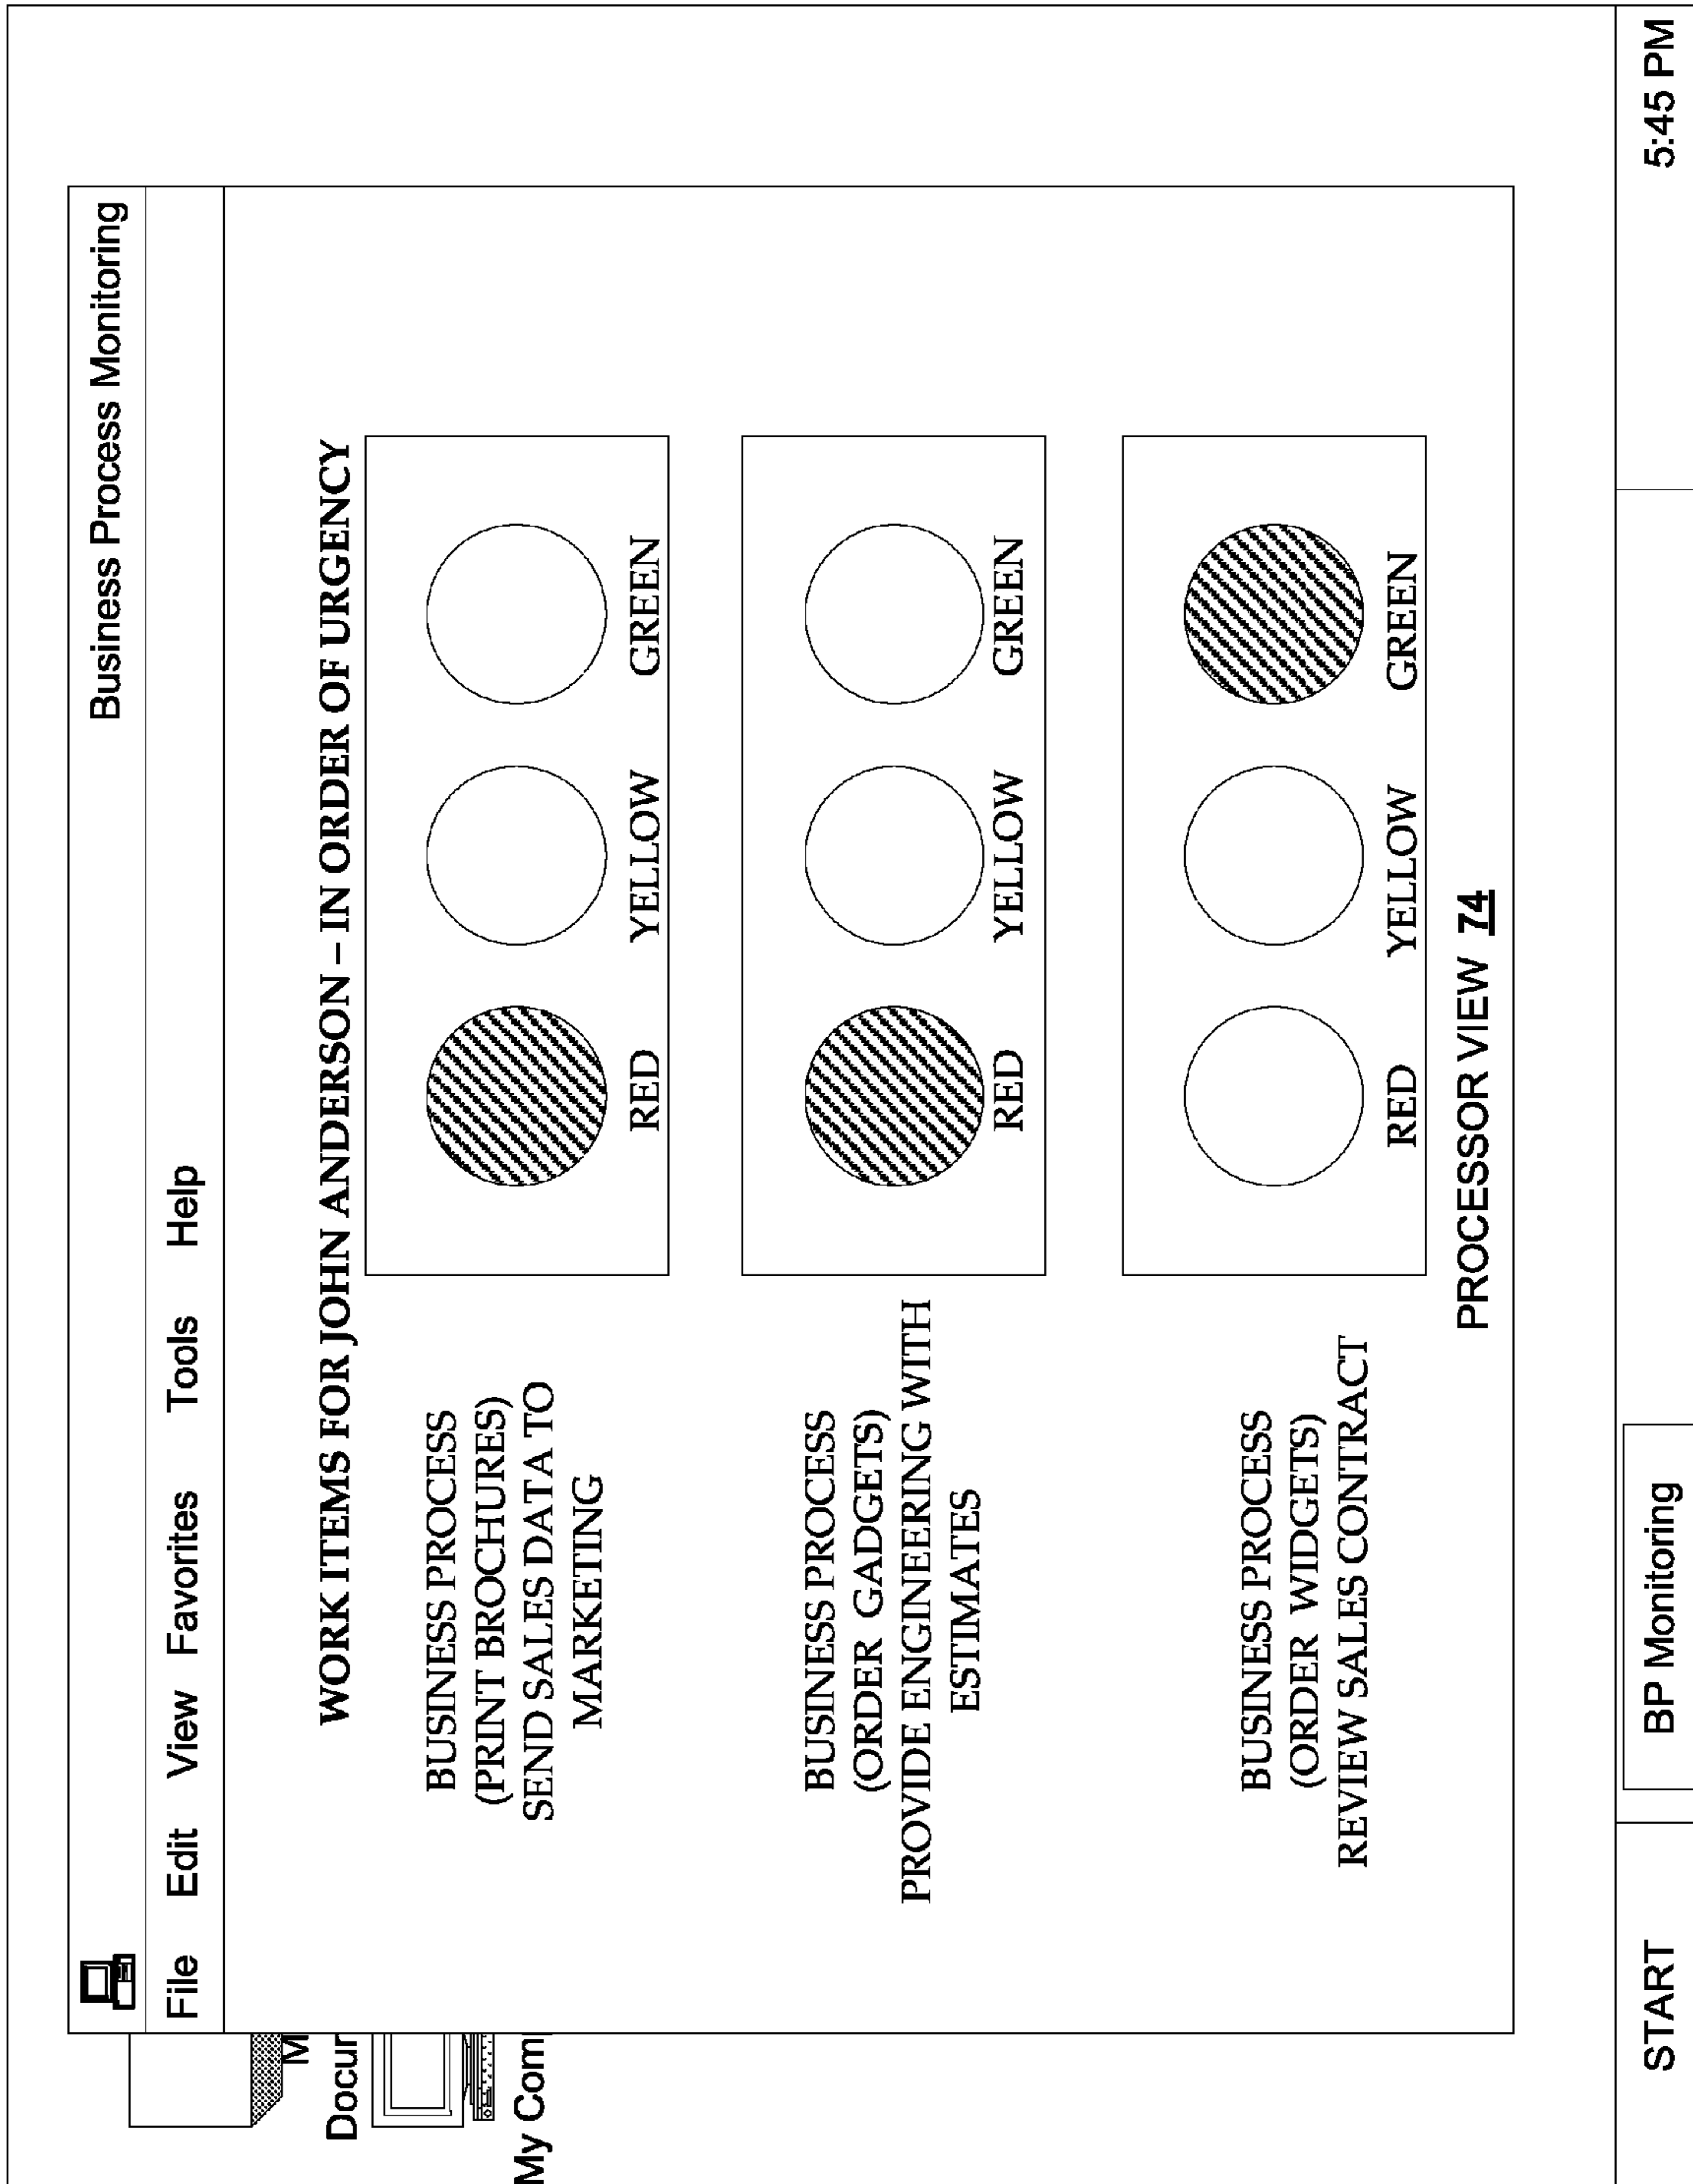 Business Process Monitoring
File Edit View Favorites Tools Help
M
Docur
My Com
WORK ITEMS FOR JOHN ANDERSON – IN ORDER OF URGENCY
BUSINESS PROCESS
(PRINT BROCHURES)
SEND SALES DATA TO
MARKETING
RED YELLOW GREEN
BUSINESS PROCESS
(ORDER GADGETS)
PROVIDE ENGINEERING WITH
ESTIMATES
RED YELLOW GREEN
BUSINESS PROCESS
(ORDER WIDGETS)
REVIEW SALES CONTRACT
RED YELLOW GREEN
PROCESSOR VIEW 74
START BP Monitoring 5:45 PM